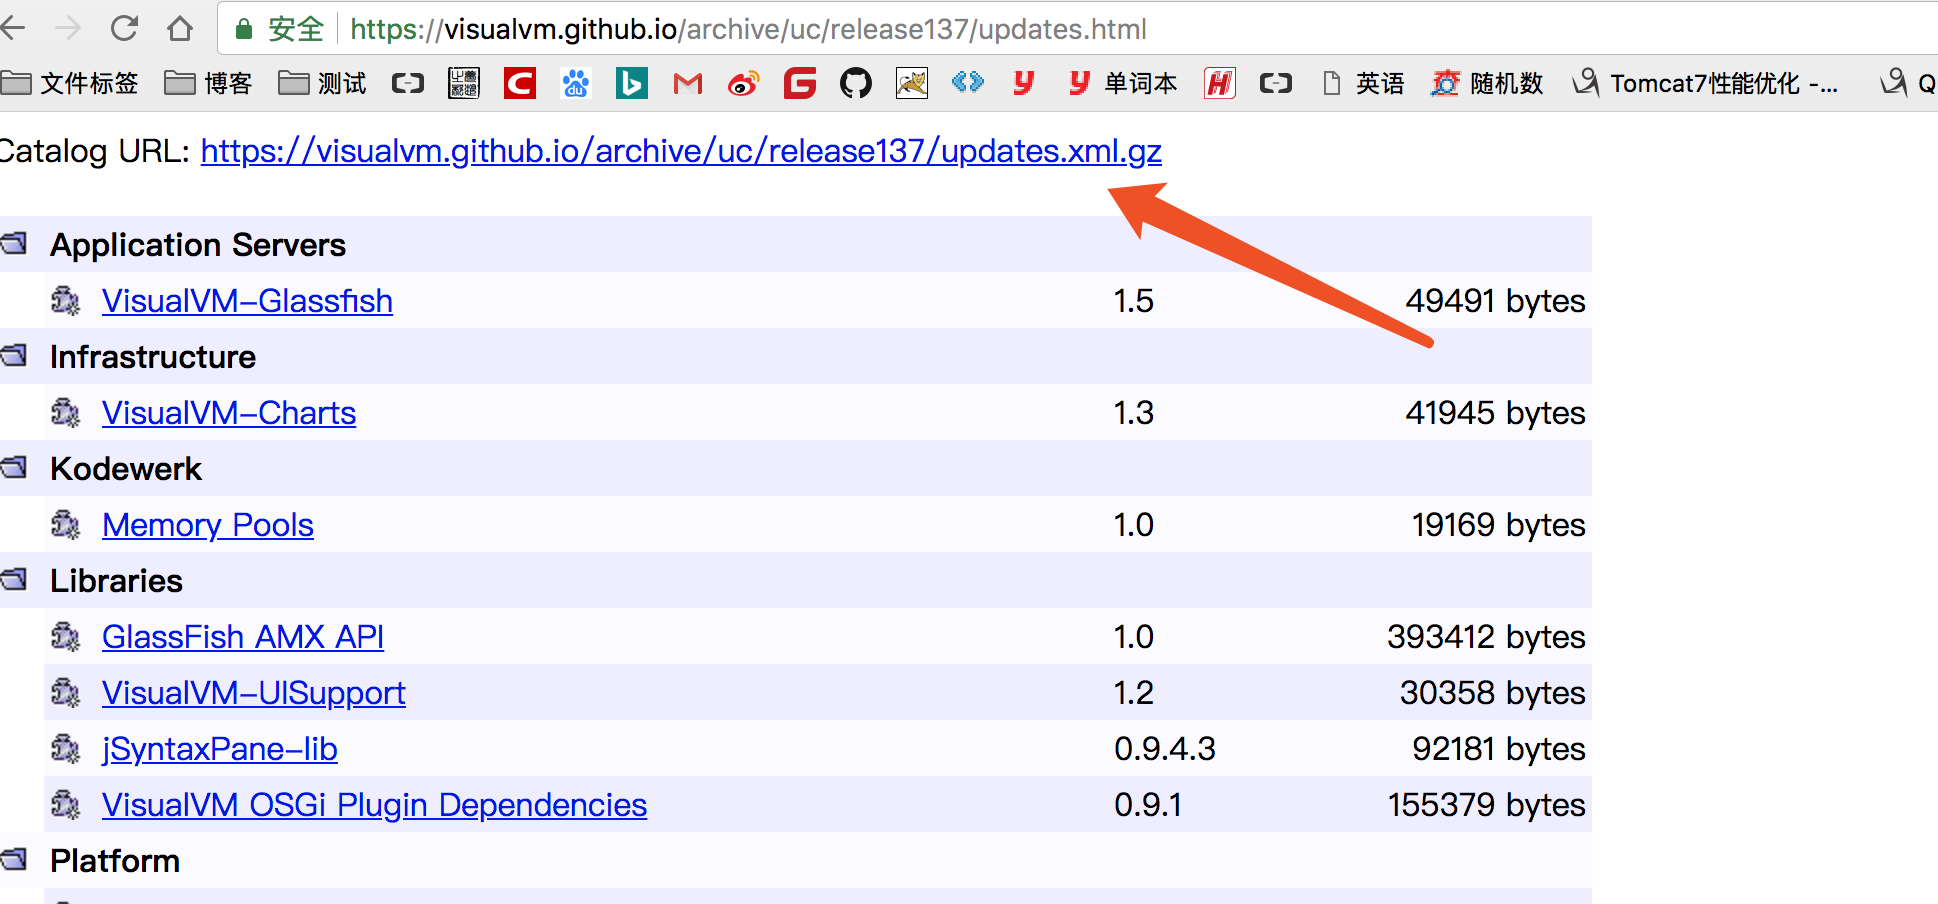 安全 https://visualvm.github.io/archive/uc/release137/updates.html
文件标签 博客 测试 单词本 英语 随机数 Tomcat7性能优化 -... Q
Catalog URL: https://visualvm.github.io/archive/uc/release137/updates.xml.gz
Application Servers
VisualVM-Glassfish 1.5 49491 bytes
Infrastructure
VisualVM-Charts 1.3 41945 bytes
Kodewerk
Memory Pools 1.0 19169 bytes
Libraries
GlassFish AMX API 1.0 393412 bytes
VisualVM-UISupport 1.2 30358 bytes
jSyntaxPane-lib 0.9.4.3 92181 bytes
VisualVM OSGi Plugin Dependencies 0.9.1 155379 bytes
Platform